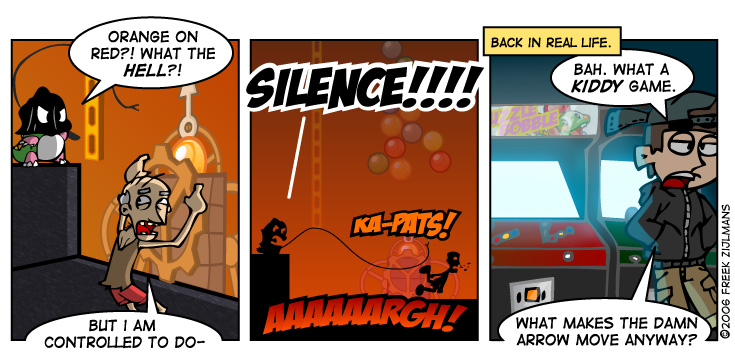 ORANGE ON
RED?! WHAT THE
HELL?!
BUT I AM
CONTROLLED TO DO-
SILENCE!!!!
KA-PATS!
AAAAAARGH!
BACK IN REAL LIFE.
BAH. WHAT A
KIDDY GAME.
WHAT MAKES THE DAMN
ARROW MOVE ANYWAY?
©2006 FREEK ZIJLMANS